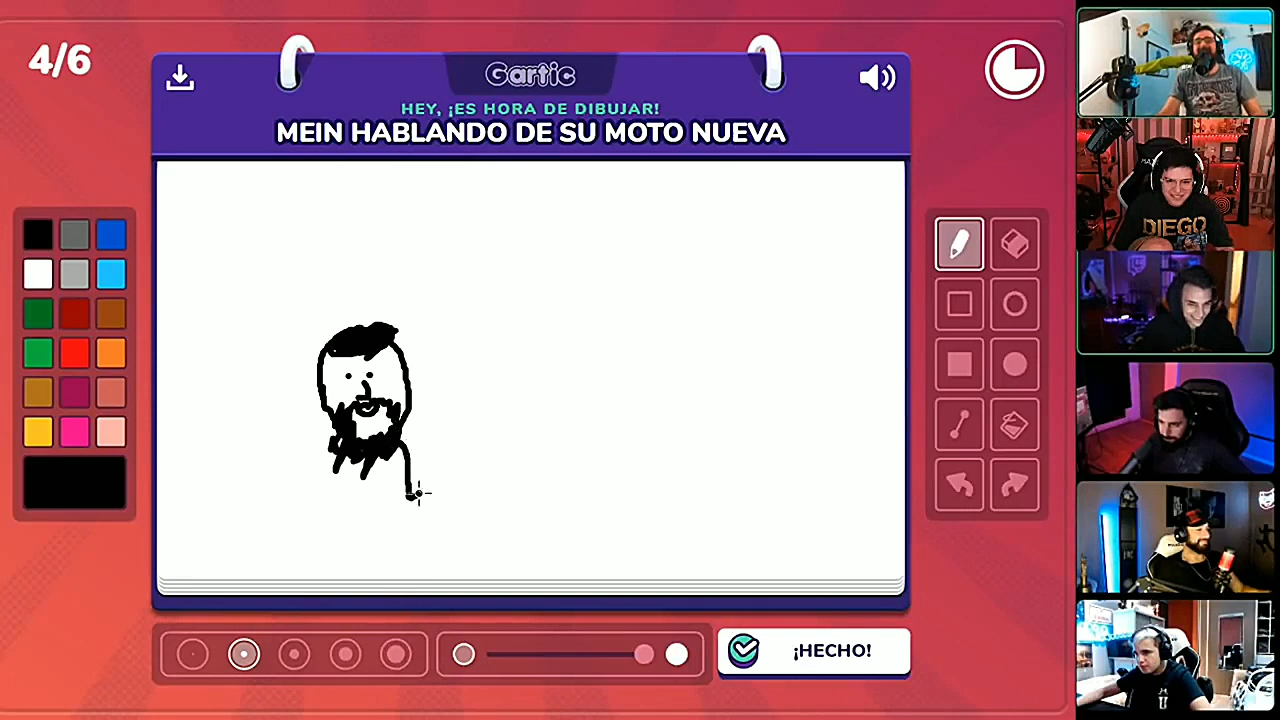 4/6
Gartic
HEY, ¡ES HORA DE DIBUJAR!
MEIN HABLANDO DE SU MOTO NUEVA
DIEGO
¡HECHO!